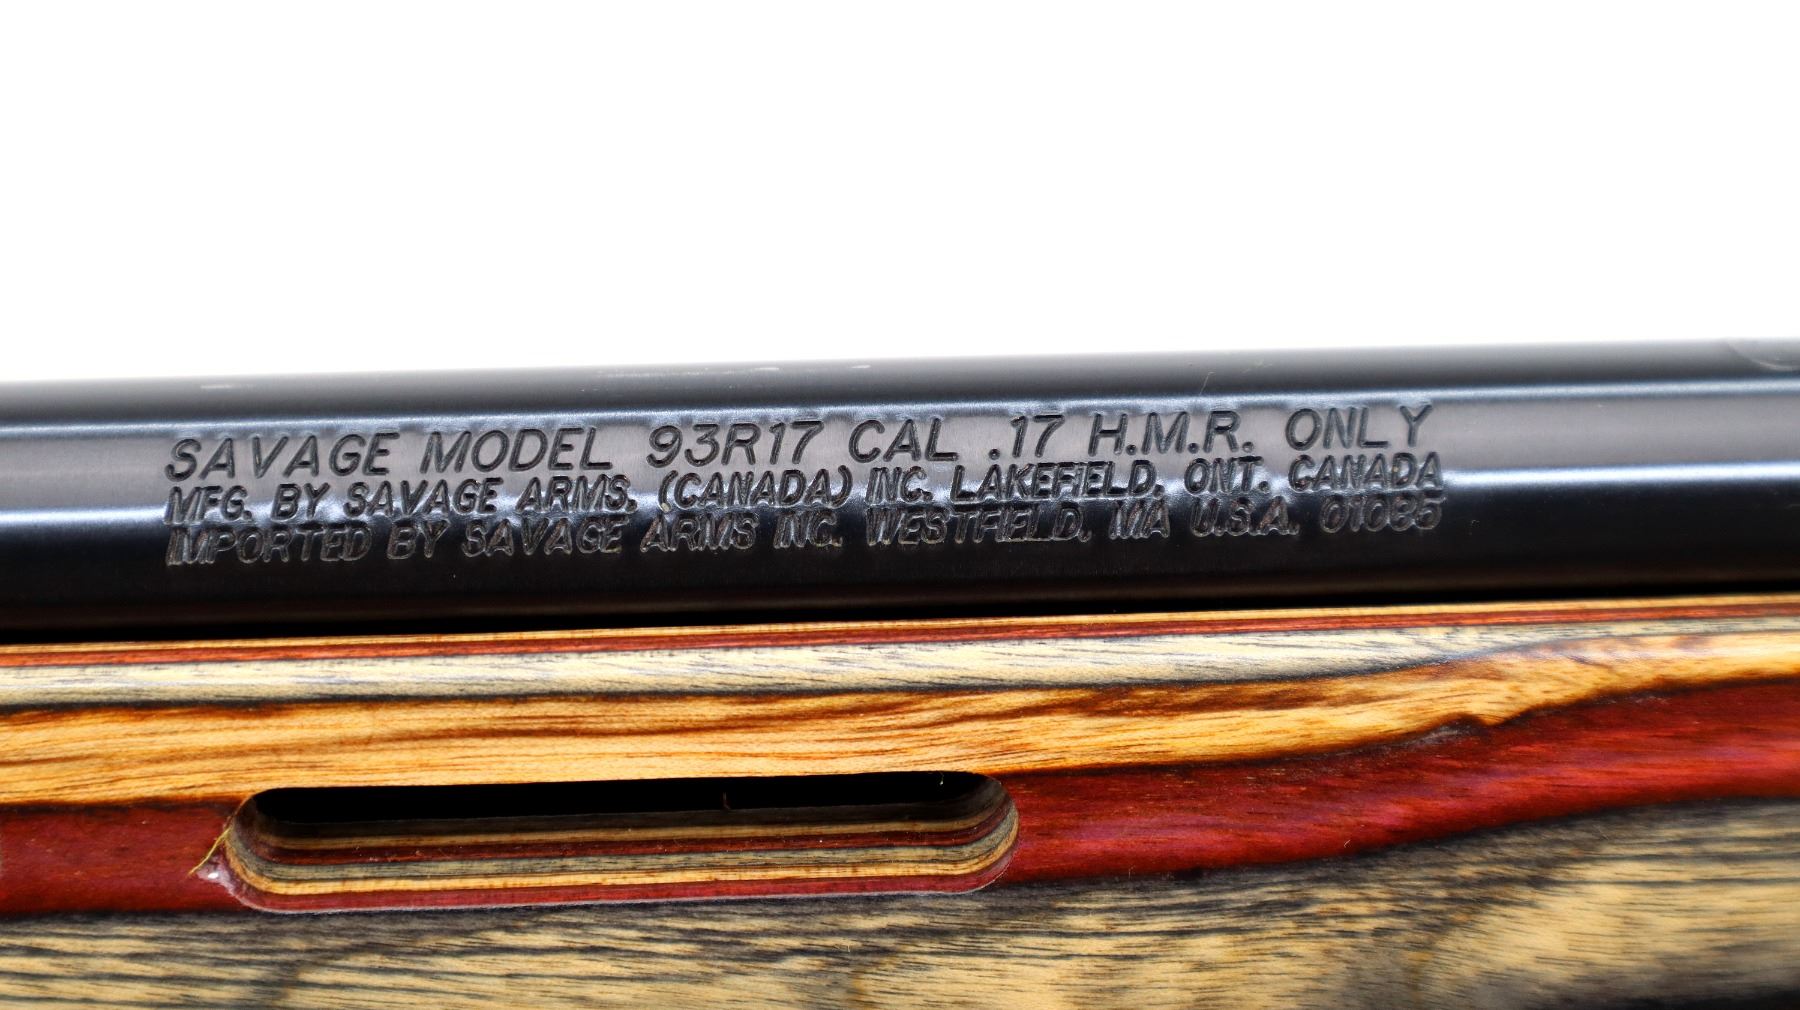 SAVAGE MODEL 93R17 CAL .17 H.M.R. ONLY
MFG. BY SAVAGE ARMS. (CANADA) INC. LAKEFIELD, ONT. CANADA
IMPORTED BY SAVAGE ARMS INC. WESTFIELD, MA U.S.A. 01085